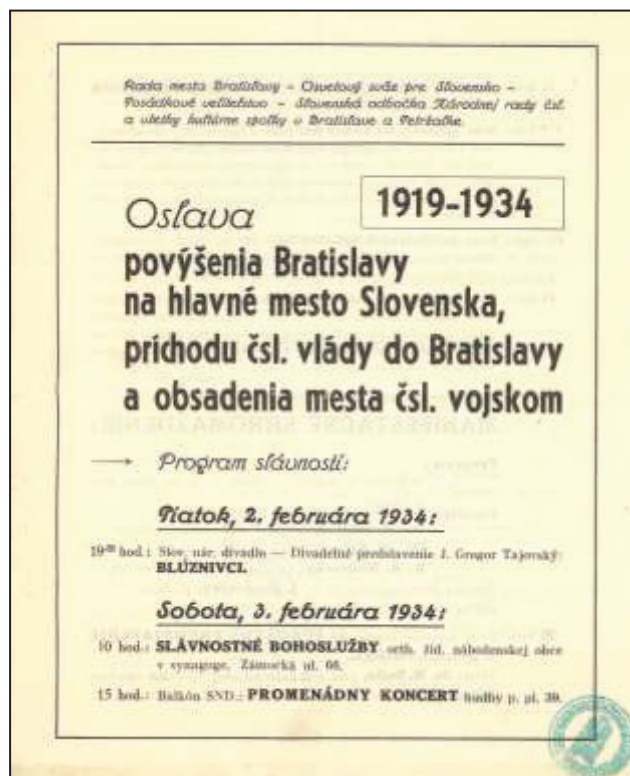 Rada mesta Bratislavy – Osvetový sväz pre Slovensko –
Posádkové veliteľstvo – Slovenská odbočka Národnej rady čsl.
a všetky kultúrne spolky v Bratislave a Petržalke.
1919-1934
Oslava
povýšenia Bratislavy
na hlavné mesto Slovenska,
príchodu čsl. vlády do Bratislavy
a obsadenia mesta čsl. vojskom
→ Program slávností:
Piatok, 2. februára 1934:
19³⁰ hod.: Slov. nár. divadlo — Divadelné predstavenie J. Gregor Tajovský:
BLÚZNIVCI.
Sobota, 3. februára 1934:
10 hod.: SLÁVNOSTNÉ BOHOSLUŽBY orth. žid. náboženskej obce
v synagoge, Zámocká ul. 66.
15 hod.: Balkón SND.: PROMENÁDNY KONCERT hudby p. pl. 39.